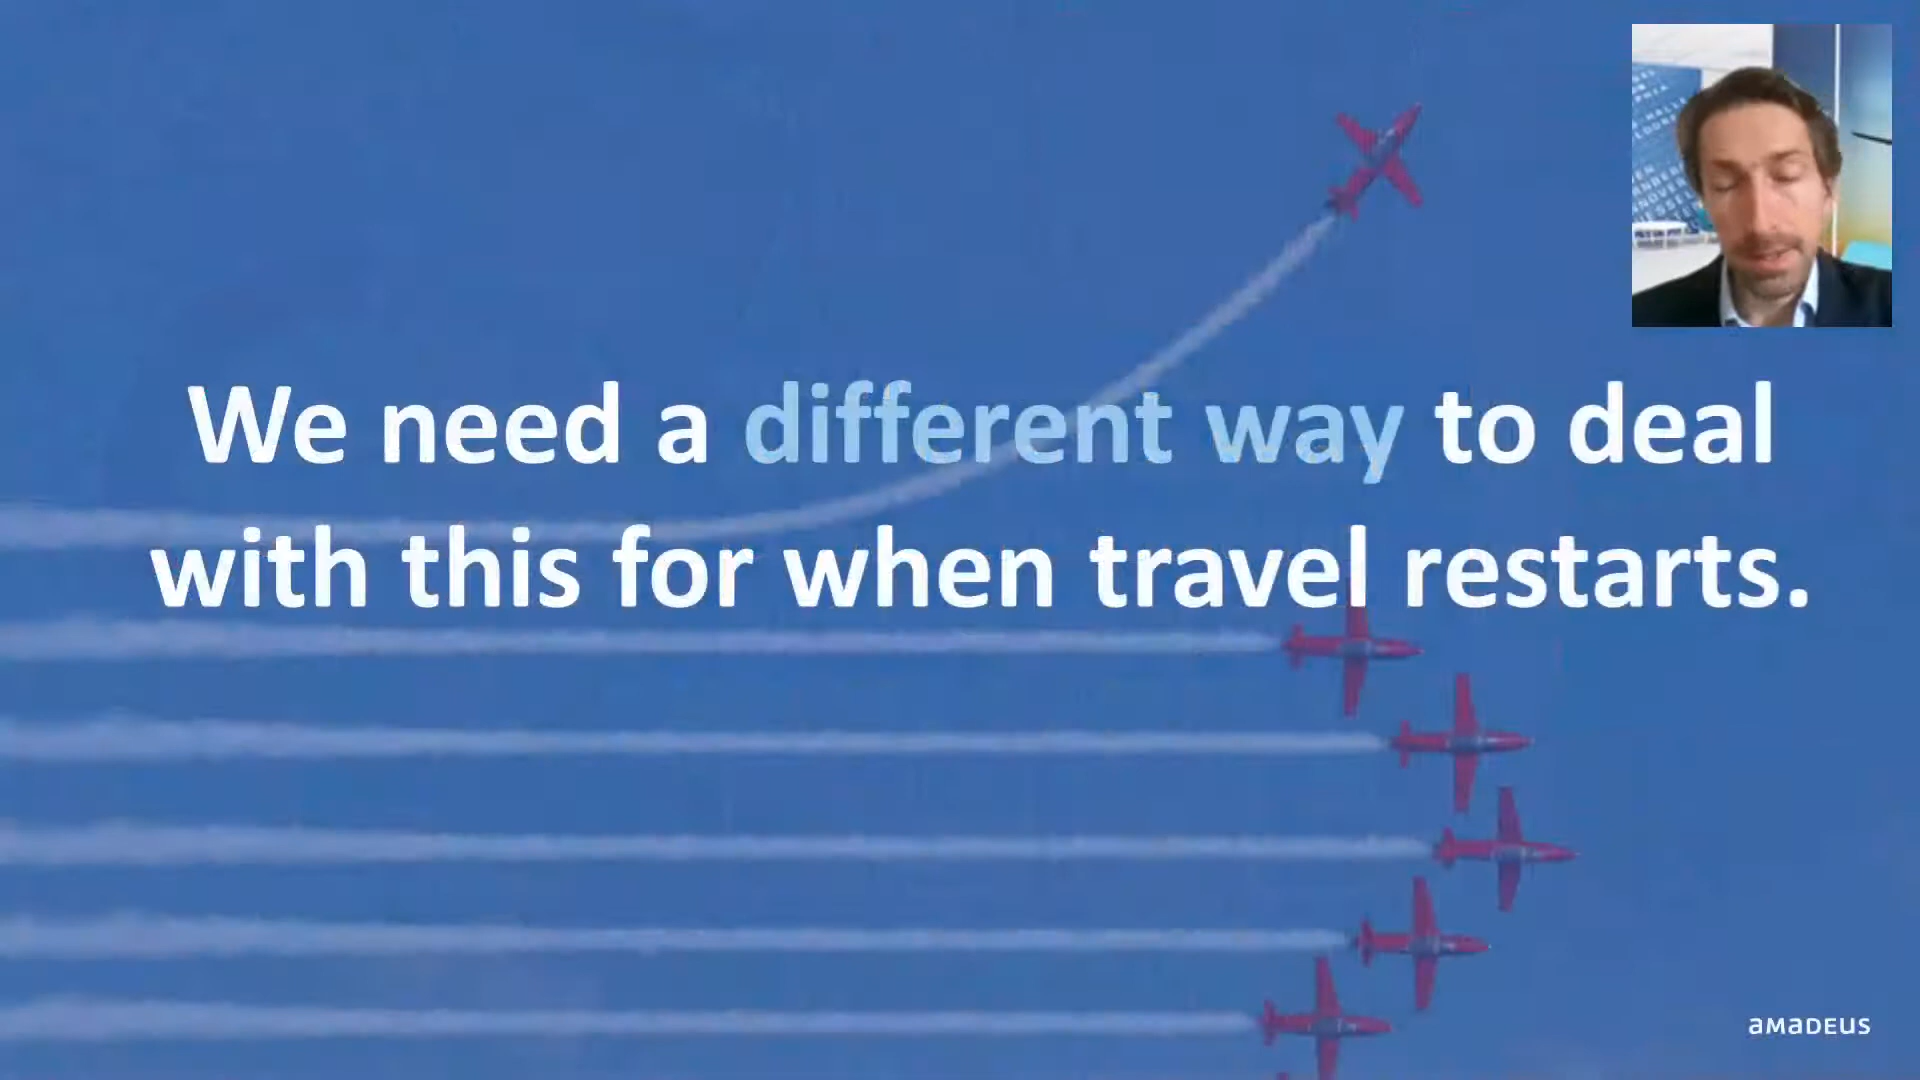 We need a different way to deal
with this for when travel restarts.
amadeus